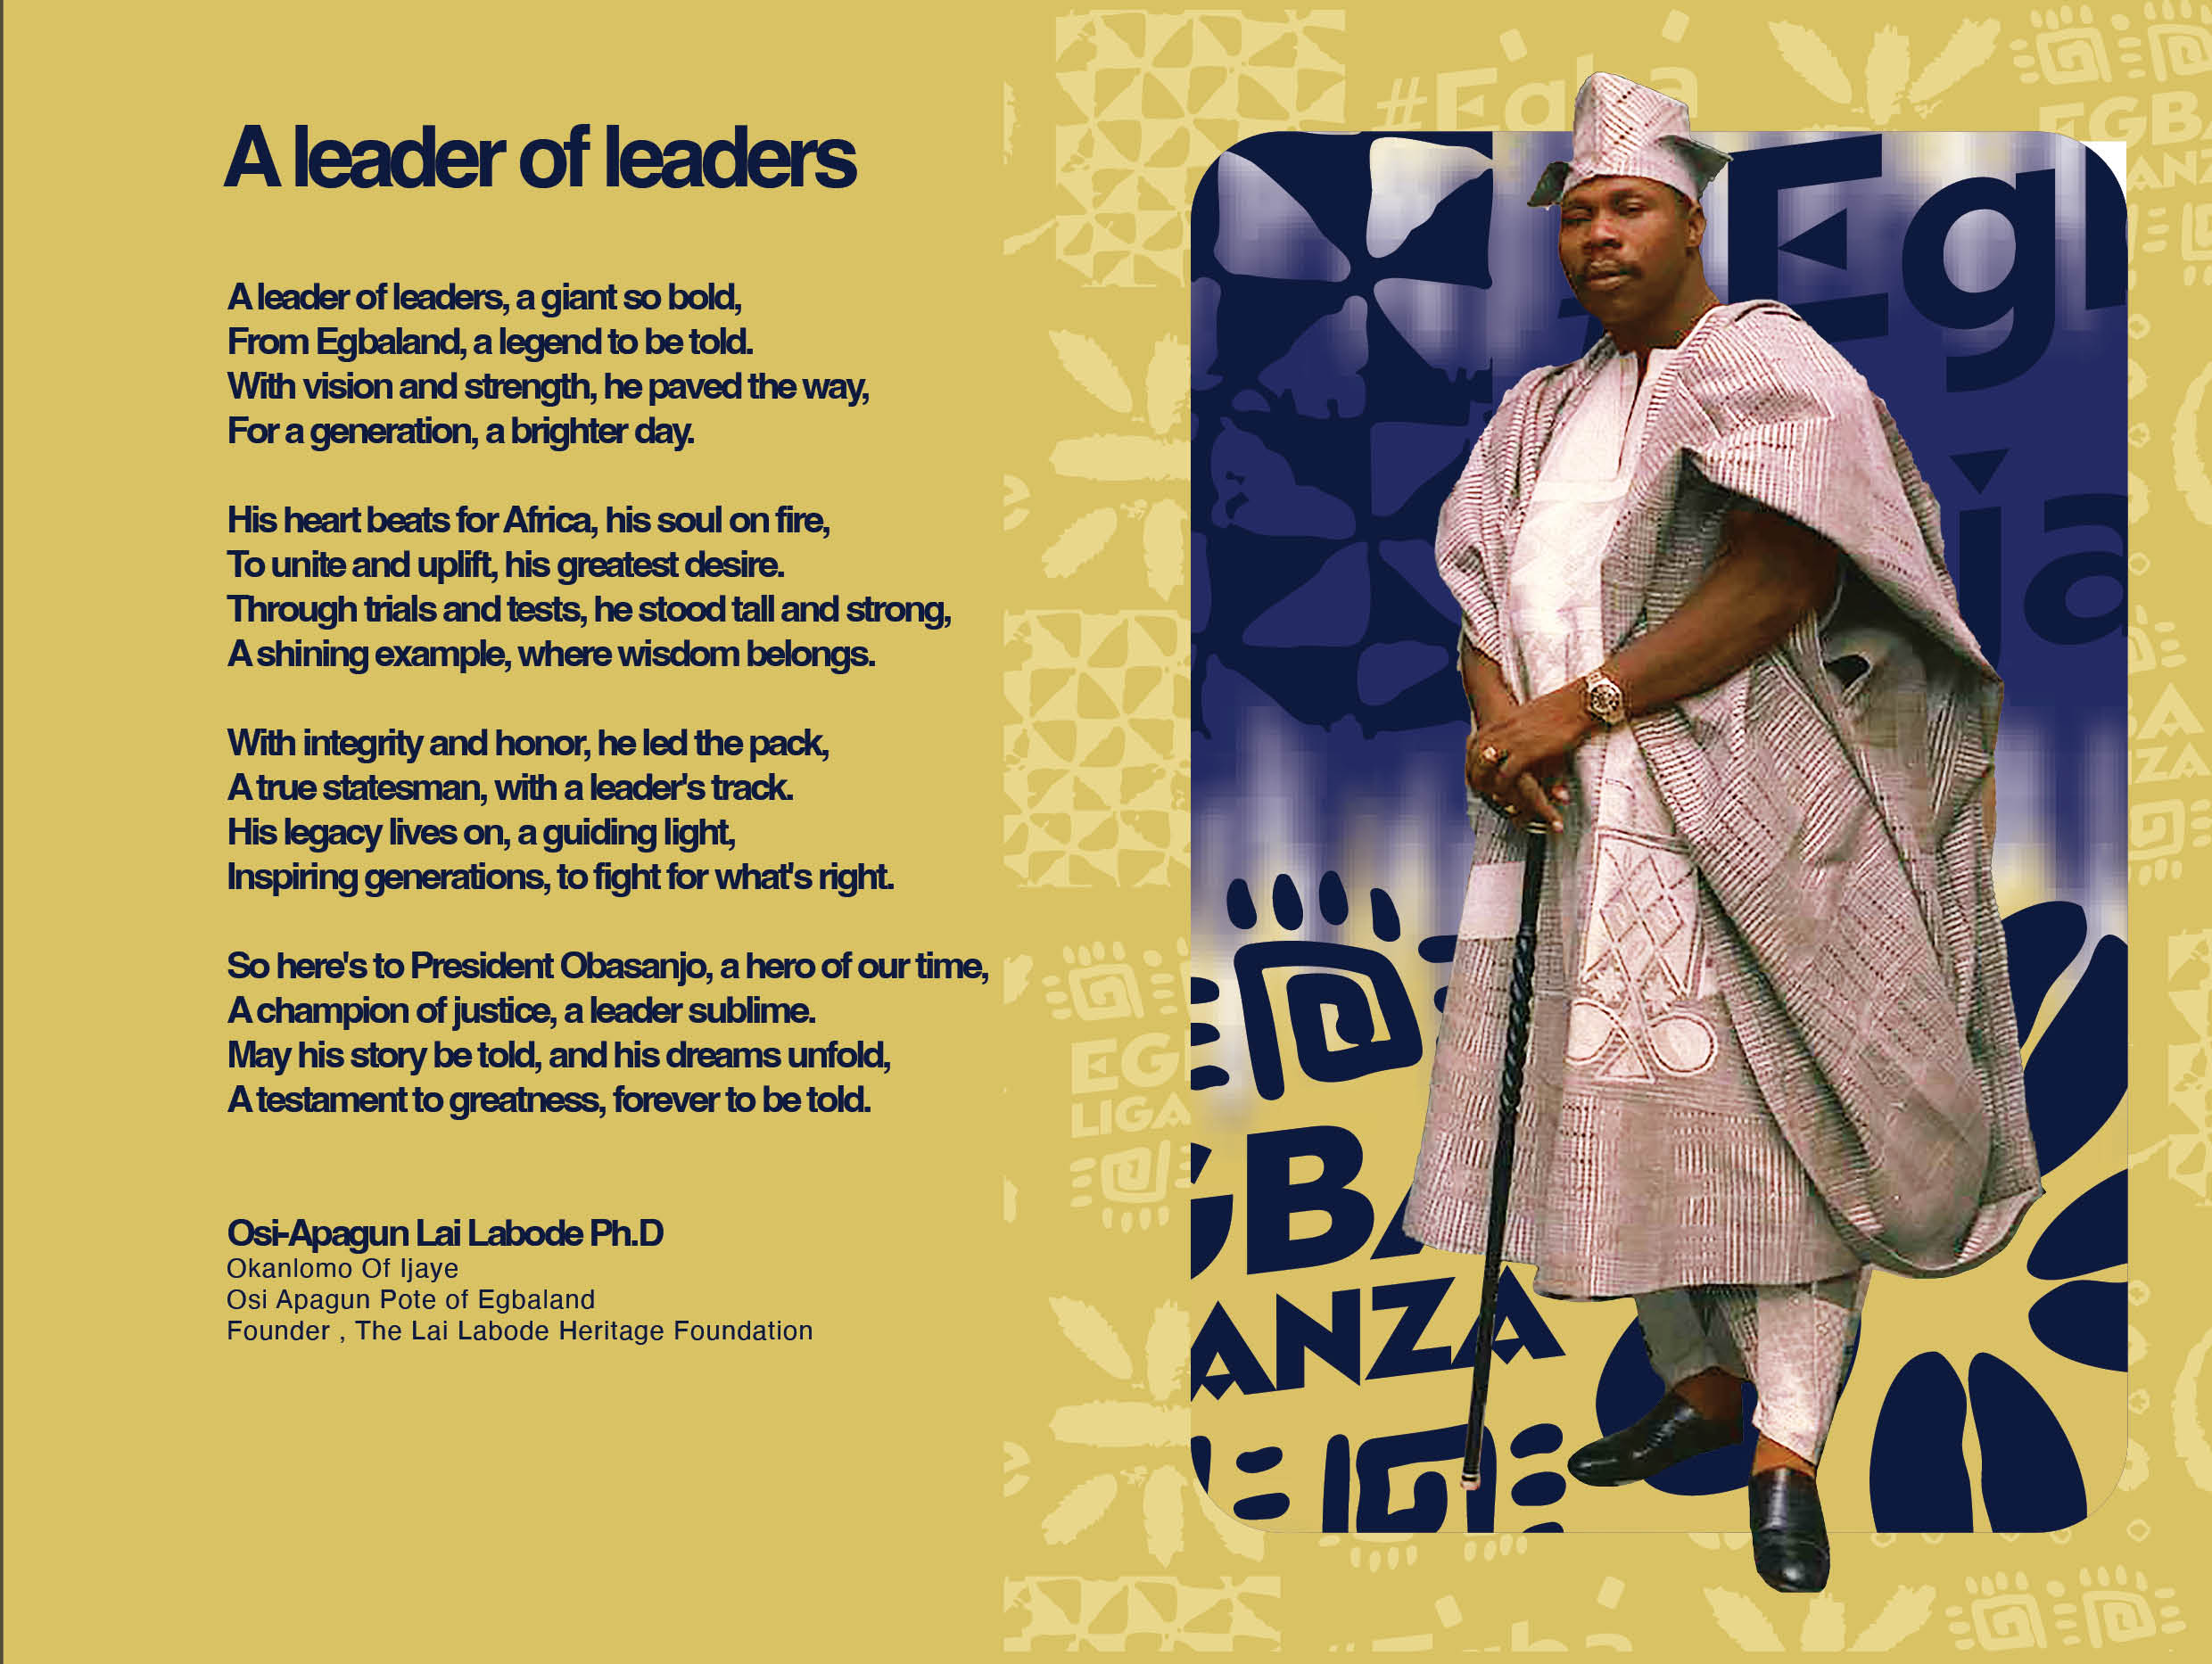 A leader of leaders
A leader of leaders, a giant so bold,
From Egbaland, a legend to be told.
With vision and strength, he paved the way,
For a generation, a brighter day.
His heart beats for Africa, his soul on fire,
To unite and uplift, his greatest desire.
Through trials and tests, he stood tall and strong,
A shining example, where wisdom belongs.
With integrity and honor, he led the pack,
A true statesman, with a leader's track.
His legacy lives on, a guiding light,
Inspiring generations, to fight for what's right.
So here's to President Obasanjo, a hero of our time,
A champion of justice, a leader sublime.
May his story be told, and his dreams unfold,
A testament to greatness, forever to be told.
Osi-Apagun Lai Labode Ph.D
Okanlomo Of Ijaye
Osi Apagun Pote of Egbaland
Founder , The Lai Labode Heritage Foundation
#Egba